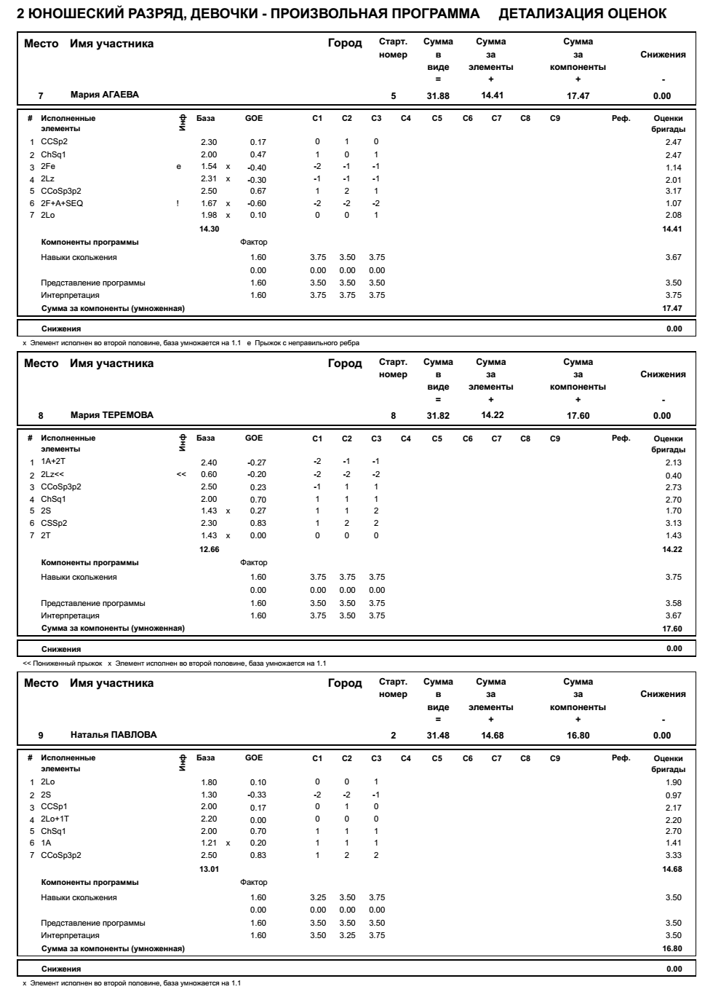 2 ЮНОШЕСКИЙ РАЗРЯД, ДЕВОЧКИ - ПРОИЗВОЛЬНАЯ ПРОГРАММА ДЕТАЛИЗАЦИЯ ОЦЕНОК
Место Имя участника Город Старт. Сумма Сумма Сумма
номер в за за Снижения
виде элементы компоненты
= + + -
7 Мария АГАЕВА 5 31.88 14.41 17.47 0.00
# Исполненные Инф База GOE C1 C2 C3 C4 C5 C6 C7 C8 C9 Реф. Оценки
элементы бригады
1 CCSp2 2.30 0.17 0 1 0 2.47
2 ChSq1 2.00 0.47 1 0 1 2.47
3 2Fe e 1.54 x -0.40 -2 -1 -1 1.14
4 2Lz 2.31 x -0.30 -1 -1 -1 2.01
5 CCoSp3p2 2.50 0.67 1 2 1 3.17
6 2F+A+SEQ ! 1.67 x -0.60 -2 -2 -2 1.07
7 2Lo 1.98 x 0.10 0 0 1 2.08
14.30 14.41
Компоненты программы Фактор
Навыки скольжения 1.60 3.75 3.50 3.75 3.67
0.00 0.00 0.00 0.00
Представление программы 1.60 3.50 3.50 3.50 3.50
Интерпретация 1.60 3.75 3.75 3.75 3.75
Сумма за компоненты (умноженная) 17.47
Снижения 0.00
x Элемент исполнен во второй половине, база умножается на 1.1 e Прыжок с неправильного ребра
Место Имя участника Город Старт. Сумма Сумма Сумма
номер в за за Снижения
виде элементы компоненты
= + + -
8 Мария ТЕРЕМОВА 8 31.82 14.22 17.60 0.00
# Исполненные Инф База GOE C1 C2 C3 C4 C5 C6 C7 C8 C9 Реф. Оценки
элементы бригады
1 1A+2T 2.40 -0.27 -2 -1 -1 2.13
2 2Lz<< << 0.60 -0.20 -2 -2 -2 0.40
3 CCoSp3p2 2.50 0.23 -1 1 1 2.73
4 ChSq1 2.00 0.70 1 1 1 2.70
5 2S 1.43 x 0.27 1 1 2 1.70
6 CSSp2 2.30 0.83 1 2 2 3.13
7 2T 1.43 x 0.00 0 0 0 1.43
12.66 14.22
Компоненты программы Фактор
Навыки скольжения 1.60 3.75 3.75 3.75 3.75
0.00 0.00 0.00 0.00
Представление программы 1.60 3.50 3.50 3.75 3.58
Интерпретация 1.60 3.75 3.50 3.75 3.67
Сумма за компоненты (умноженная) 17.60
Снижения 0.00
<< Пониженный прыжок x Элемент исполнен во второй половине, база умножается на 1.1
Место Имя участника Город Старт. Сумма Сумма Сумма
номер в за за Снижения
виде элементы компоненты
= + + -
9 Наталья ПАВЛОВА 2 31.48 14.68 16.80 0.00
# Исполненные Инф База GOE C1 C2 C3 C4 C5 C6 C7 C8 C9 Реф. Оценки
элементы бригады
1 2Lo 1.80 0.10 0 0 1 1.90
2 2S 1.30 -0.33 -2 -2 -1 0.97
3 CCSp1 2.00 0.17 0 1 0 2.17
4 2Lo+1T 2.20 0.00 0 0 0 2.20
5 ChSq1 2.00 0.70 1 1 1 2.70
6 1A 1.21 x 0.20 1 1 1 1.41
7 CCoSp3p2 2.50 0.83 1 2 2 3.33
13.01 14.68
Компоненты программы Фактор
Навыки скольжения 1.60 3.25 3.50 3.75 3.50
0.00 0.00 0.00 0.00
Представление программы 1.60 3.50 3.50 3.50 3.50
Интерпретация 1.60 3.50 3.25 3.75 3.50
Сумма за компоненты (умноженная) 16.80
Снижения 0.00
x Элемент исполнен во второй половине, база умножается на 1.1